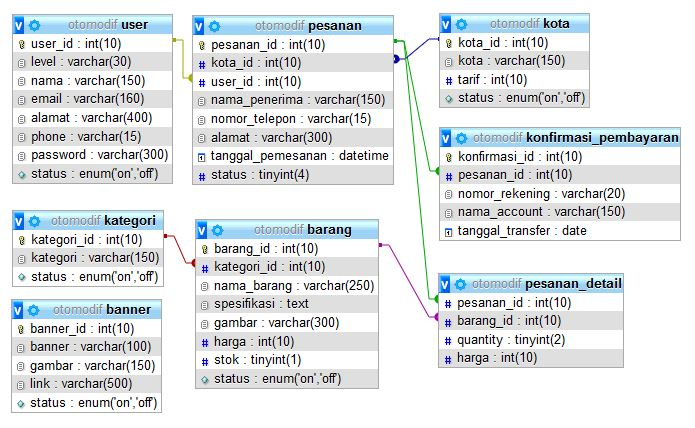 otomodif user
user_id : int(10)
level : varchar(30)
nama : varchar(150)
email : varchar(160)
alamat : varchar(400)
phone : varchar(15)
password : varchar(300)
status : enum('on','off')
otomodif pesanan
pesanan_id : int(10)
kota_id : int(10)
user_id : int(10)
nama_penerima : varchar(150)
nomor_telepon : varchar(15)
alamat : varchar(300)
tanggal_pemesanan : datetime
status : tinyint(4)
otomodif kota
kota_id : int(10)
kota : varchar(150)
tarif : int(10)
status : enum('on','off')
otomodif konfirmasi_pembayaran
konfirmasi_id : int(10)
pesanan_id : int(10)
nomor_rekening : varchar(20)
nama_account : varchar(150)
tanggal_transfer : date
otomodif kategori
kategori_id : int(10)
kategori : varchar(150)
status : enum('on','off')
otomodif barang
barang_id : int(10)
kategori_id : int(10)
nama_barang : varchar(250)
spesifikasi : text
gambar : varchar(300)
harga : int(10)
stok : tinyint(1)
status : enum('on','off')
otomodif pesanan_detail
pesanan_id : int(10)
barang_id : int(10)
quantity : tinyint(2)
harga : int(10)
otomodif banner
banner_id : int(10)
banner : varchar(100)
gambar : varchar(150)
link : varchar(500)
status : enum('on','off')